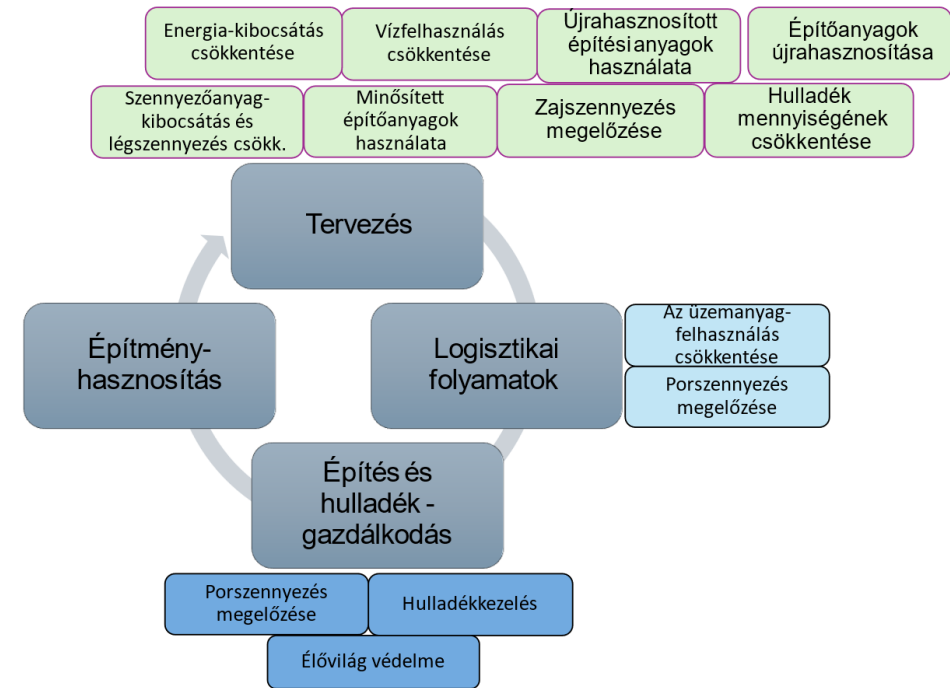 Energia-kibocsátás
csökkentése
Vízfelhasználás
csökkentése
Újrahasznosított
építési anyagok
használata
Építőanyagok
újrahasznosítása
Szennyezőanyag-
kibocsátás és
légszennyezés csökk.
Minősített
építőanyagok
használata
Zajszennyezés
megelőzése
Hulladék
mennyiségének
csökkentése
Tervezés
Építmény-
hasznosítás
Logisztikai
folyamatok
Az üzemanyag-
felhasználás
csökkentése
Porszennyezés
megelőzése
Építés és
hulladék -
gazdálkodás
Porszennyezés
megelőzése
Hulladékkezelés
Élővilág védelme